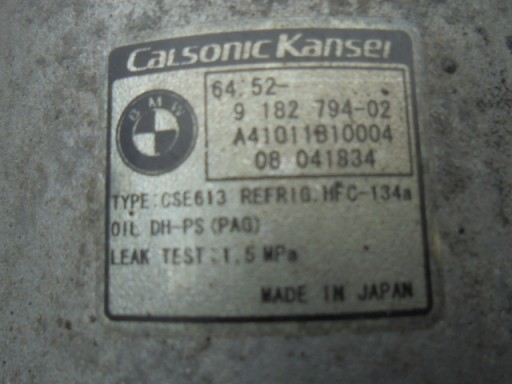 Calsonic Kansei
BMW
64.52-
9 182 794-02
A41011B10004
08 041834
TYPE:CSE613 REFRIG.HFC-134a
OIL DH-PS(PAG)
LEAK TEST:1.5 MPa
MADE IN JAPAN